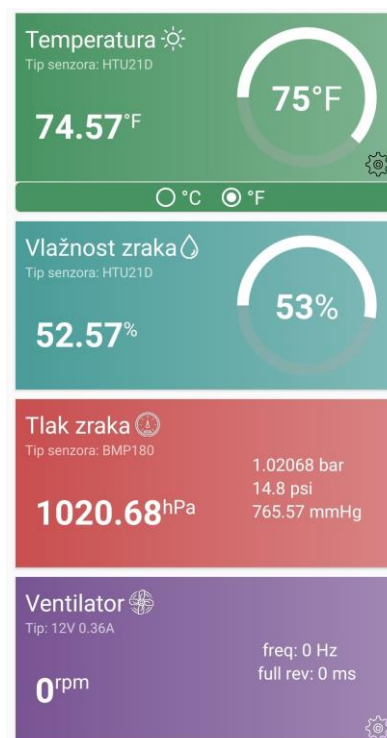 Temperatura
Tip senzora: HTU21D
74.57°F
75°F
°C °F
Vlažnost zraka
Tip senzora: HTU21D
52.57%
53%
Tlak zraka
Tip senzora: BMP180
1020.68hPa
1.02068 bar
14.8 psi
765.57 mmHg
Ventilator
Tip: 12V 0.36A
0rpm
freq: 0 Hz
full rev: 0 ms